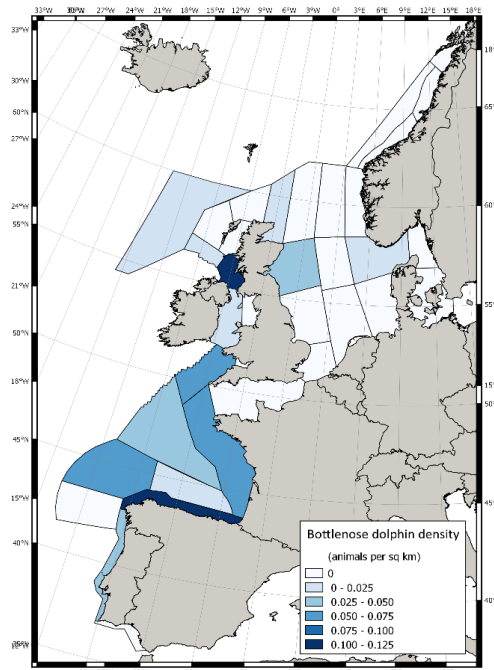 33°W 30°W 27°W 24°W 21°W 18°W 15°W 12°W 9°W 6°W 3°W 0°E 3°E 6°E 9°E 12°E 15°E 18°E
33°W
30°W
60°N
27°W
24°W
55°N
21°W
50°N
18°W
45°N
15°W
40°N
65°N
60°N
55°N
50°N
45°N
40°N
Bottlenose dolphin density
(animals per sq km)
0
0 - 0.025
0.025 - 0.050
0.050 - 0.075
0.075 - 0.100
0.100 - 0.125